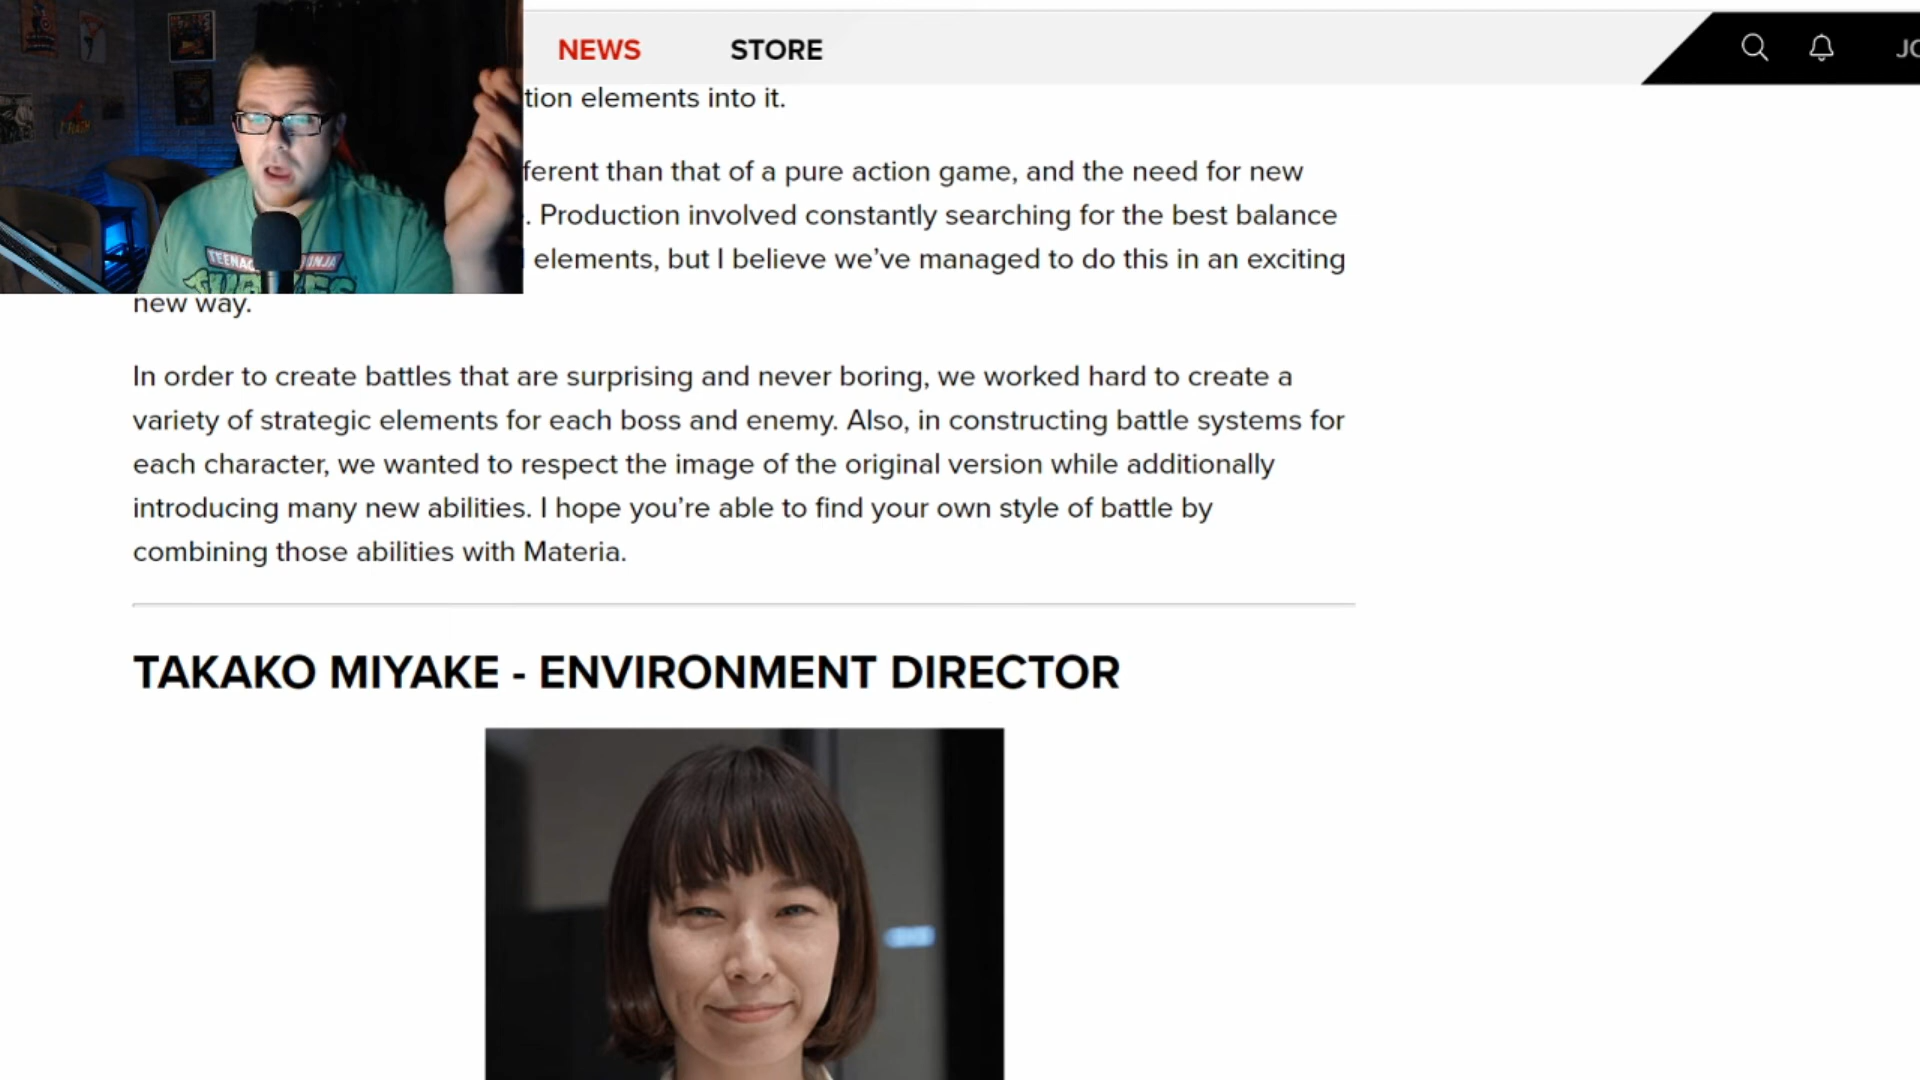 NEWS STORE JO
tion elements into it.
ferent than that of a pure action game, and the need for new
. Production involved constantly searching for the best balance
elements, but I believe we’ve managed to do this in an exciting
new way.
In order to create battles that are surprising and never boring, we worked hard to create a
variety of strategic elements for each boss and enemy. Also, in constructing battle systems for
each character, we wanted to respect the image of the original version while additionally
introducing many new abilities. I hope you’re able to find your own style of battle by
combining those abilities with Materia.
TAKAKO MIYAKE - ENVIRONMENT DIRECTOR